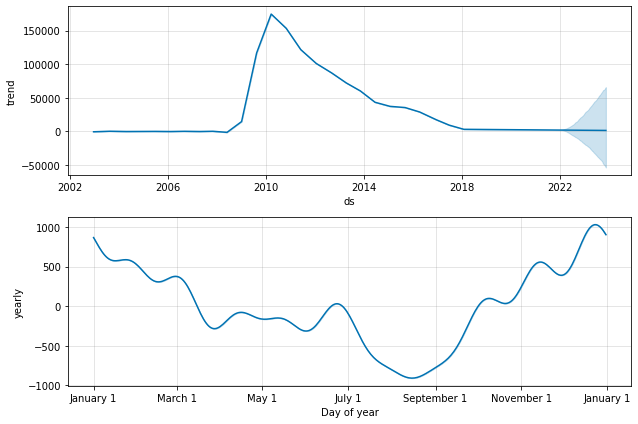 trend
150000
100000
50000
0
−50000
2002 2006 2010 2014 2018 2022
ds
yearly
1000
500
0
−500
−1000
January 1 March 1 May 1 July 1 September 1 November 1 January 1
Day of year